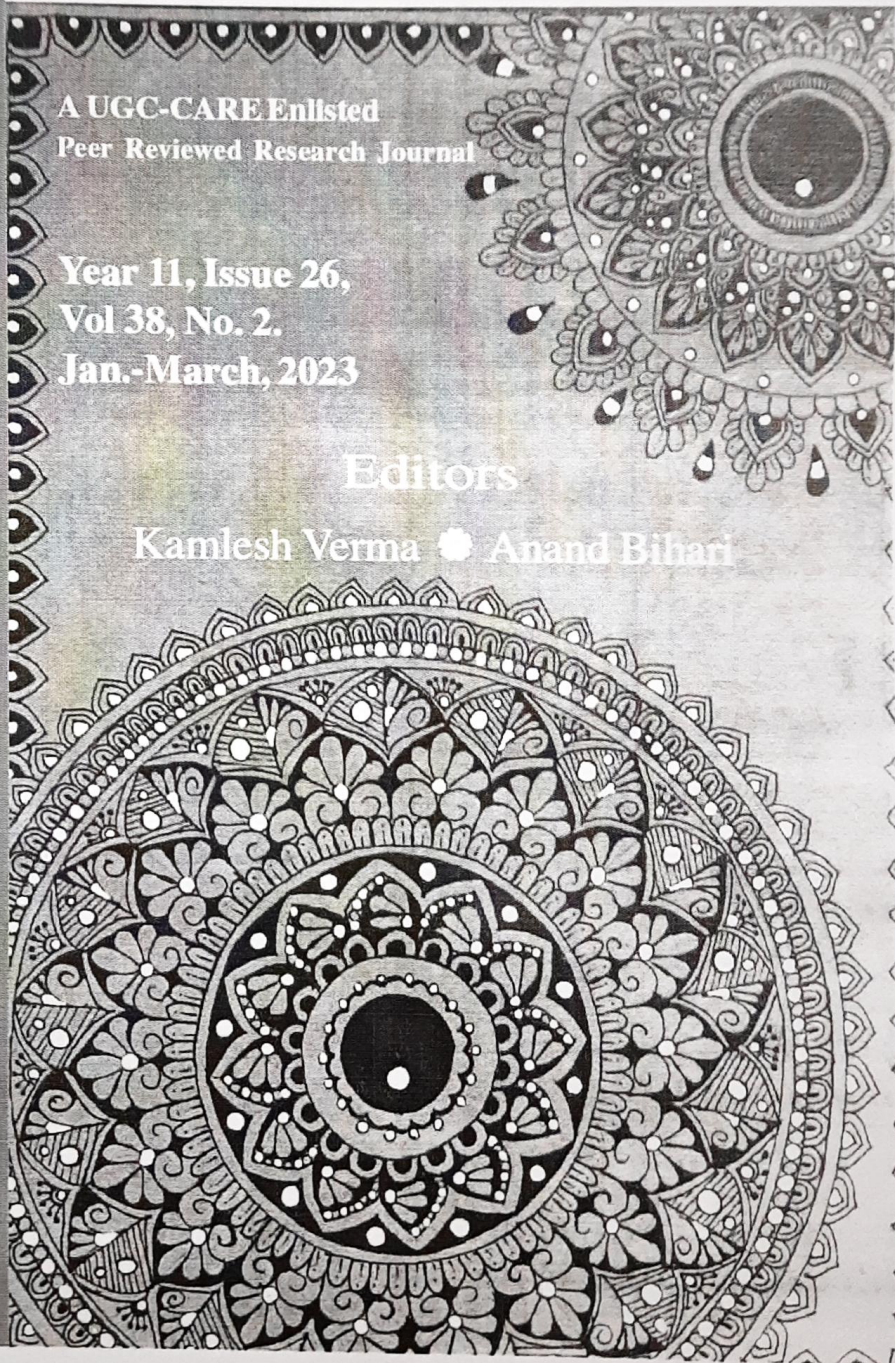 A UGC-CARE Enlisted
Peer Reviewed Research Journal
Year 11, Issue 26,
Vol 38, No. 2.
Jan.-March, 2023
Editors
Kamlesh Verma Anand Bihari